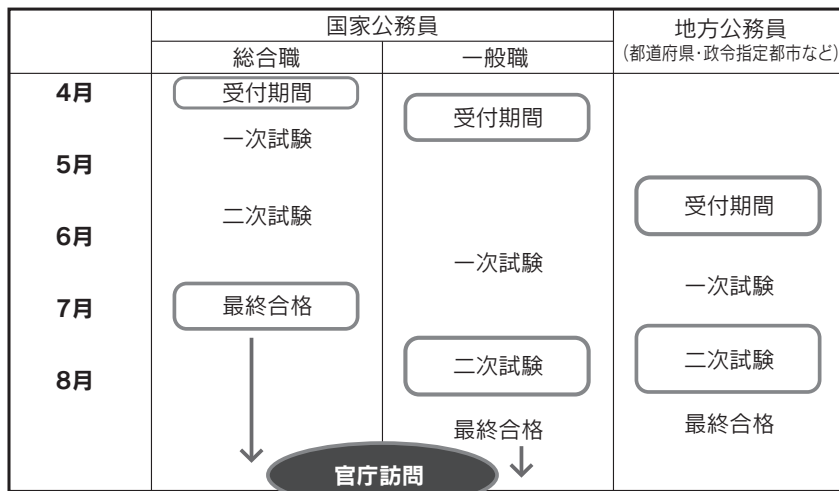 国家公務員
地方公務員
(都道府県・政令指定都市など)
総合職
一般職
4月
受付期間
受付期間
一次試験
5月
二次試験
受付期間
6月
一次試験
一次試験
7月
最終合格
二次試験
二次試験
8月
最終合格
最終合格
官庁訪問